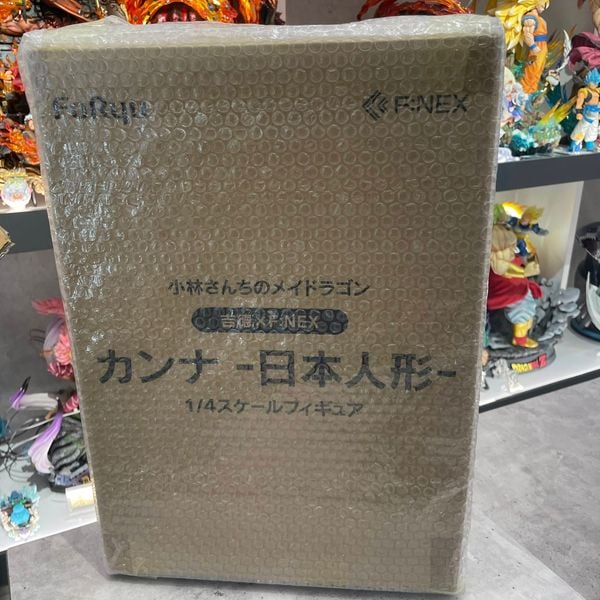 FuRyu
F:NEX
小林さんちのメイドラゴン
吉德×F:NEX
カンナ -日本人形-
1/4スケールフィギュア